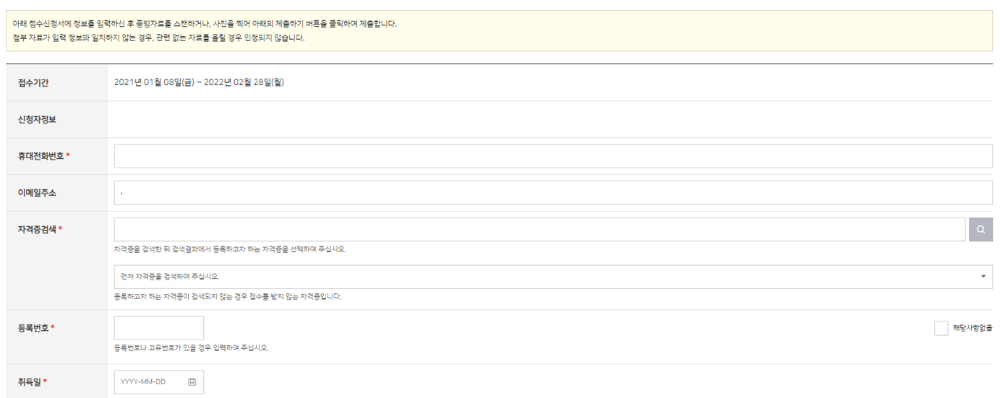 아래 접수신청서에 정보를 입력하신 후 증빙자료를 스캔하거나, 사진을 찍어 아래의 제출하기 버튼을 클릭하여 제출합니다.
첨부 자료가 입력 정보와 일치하지 않는 경우, 관련 없는 자료를 올릴 경우 인정되지 않습니다.
접수기간
2021년 01월 08일(금) ~ 2022년 02월 28일(월)
신청자정보
휴대전화번호 *
이메일주소
자격증검색 *
자격증을 검색한 뒤 검색결과에서 등록하고자 하는 자격증을 선택하여 주십시오.
먼저 자격증을 검색하여 주십시오.
등록하고자 하는 자격증이 검색되지 않는 경우 접수를 받지 않는 자격증입니다.
등록번호 *
해당사항없음
등록번호나 고유번호가 있을 경우 입력하여 주십시오.
취득일 *
YYYY-MM-DD